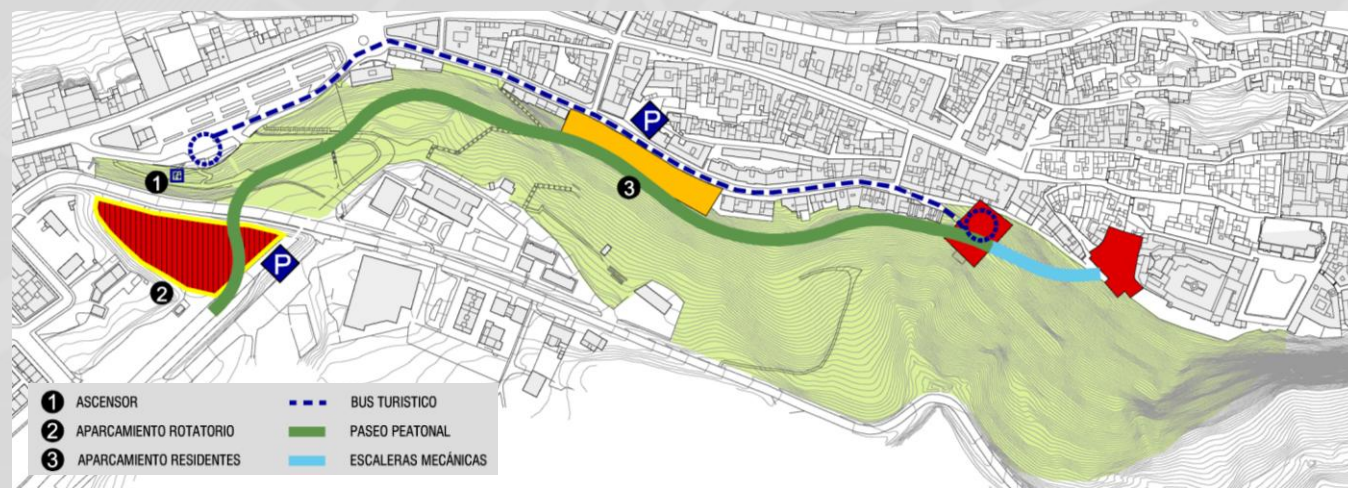 P
1
3
P
2
1 ASCENSOR
2 APARCAMIENTO ROTATORIO
3 APARCAMIENTO RESIDENTES
BUS TURISTICO
PASEO PEATONAL
ESCALERAS MECÁNICAS